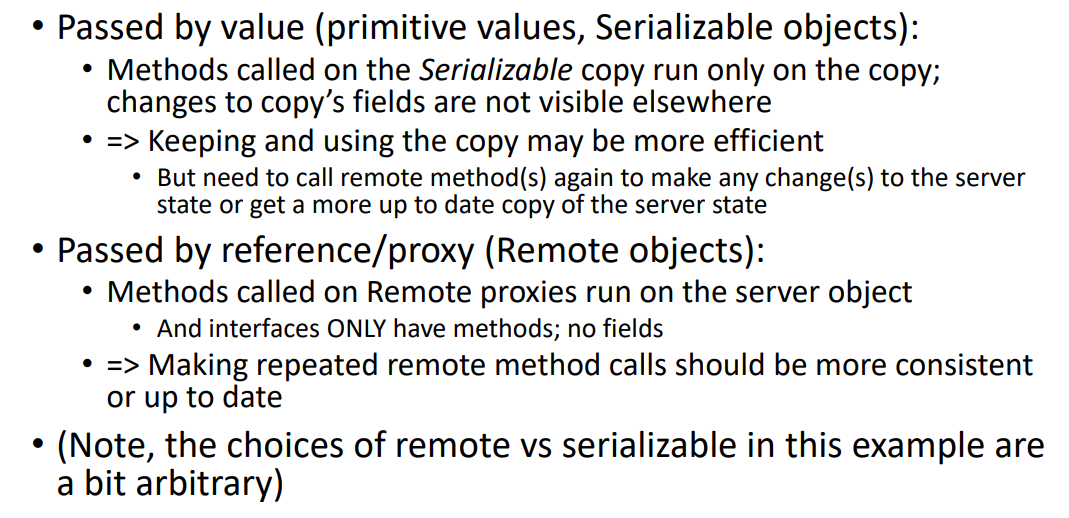 • Passed by value (primitive values, Serializable objects):
• Methods called on the Serializable copy run only on the copy;
changes to copy's fields are not visible elsewhere
• => Keeping and using the copy may be more efficient
• But need to call remote method(s) again to make any change(s) to the server
state or get a more up to date copy of the server state
• Passed by reference/proxy (Remote objects):
• Methods called on Remote proxies run on the server object
• And interfaces ONLY have methods; no fields
• => Making repeated remote method calls should be more consistent
or up to date
• (Note, the choices of remote vs serializable in this example are
a bit arbitrary)